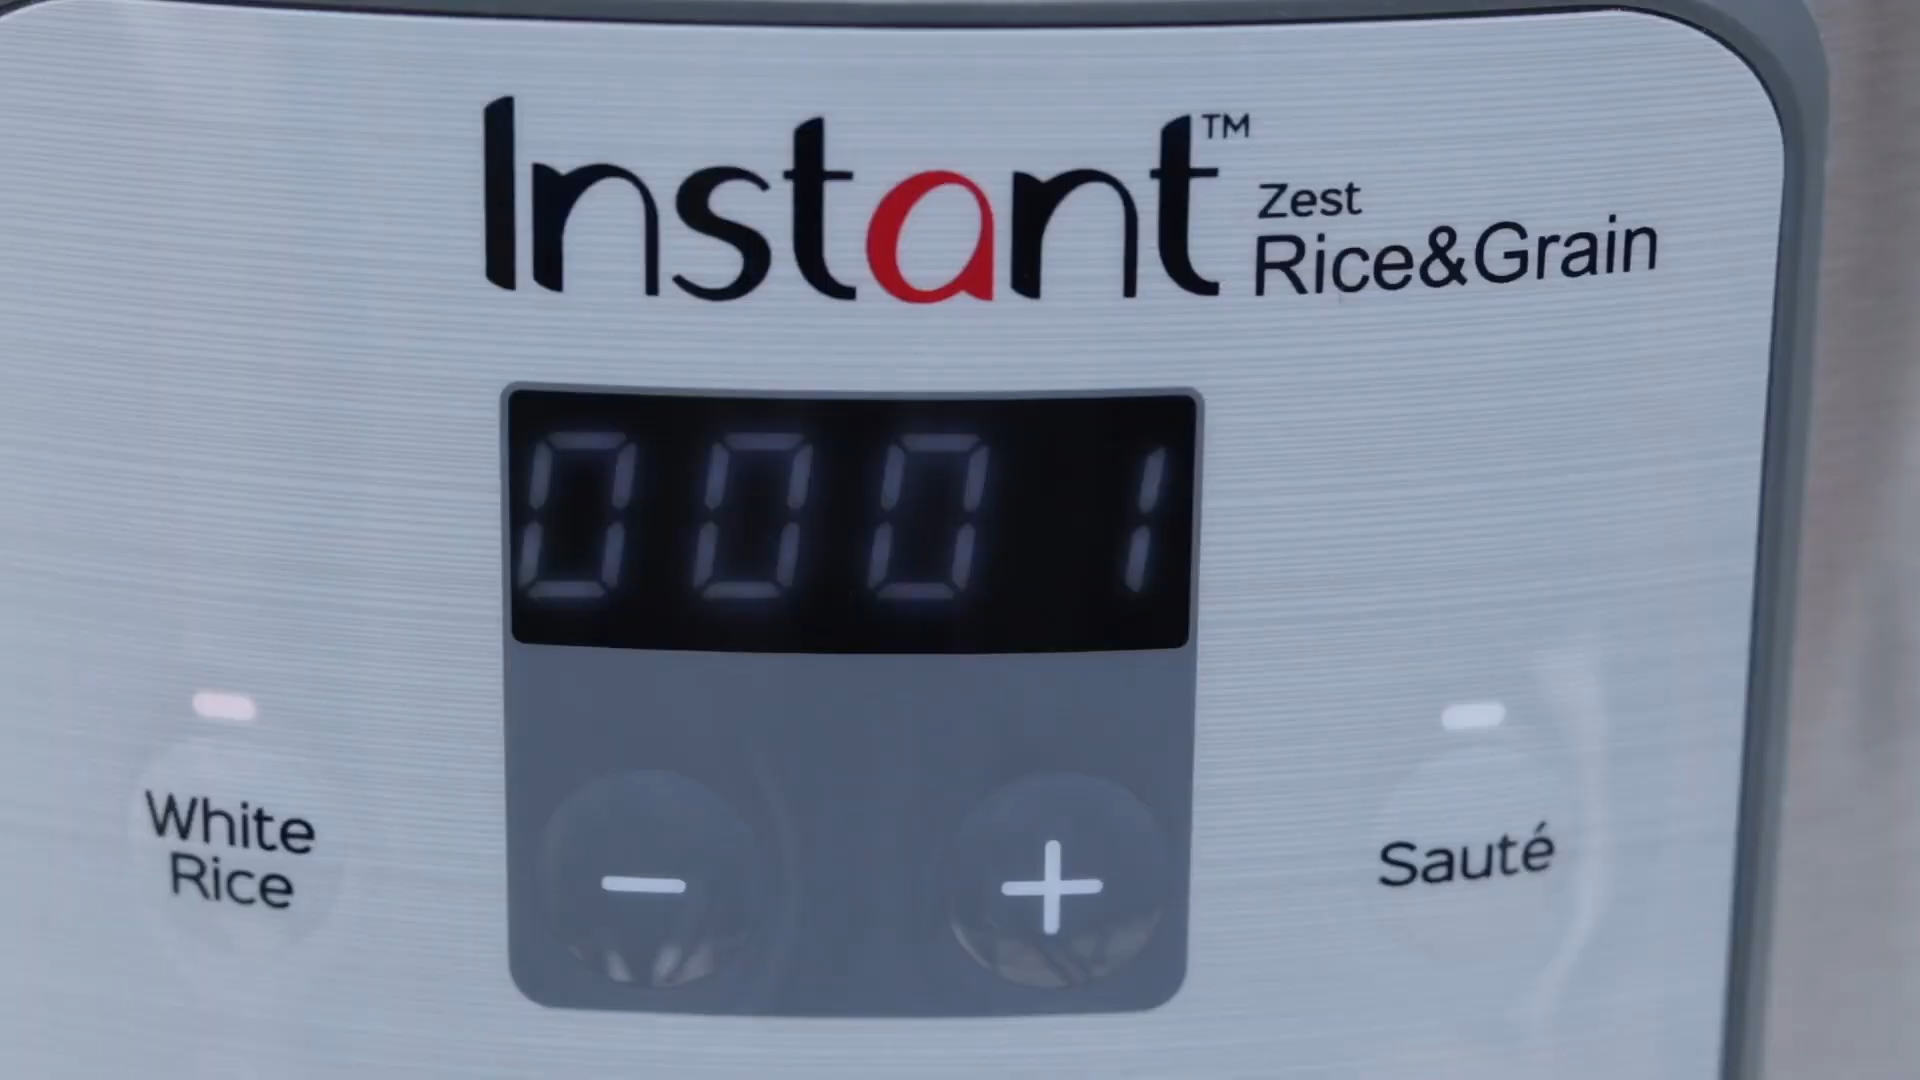 Instant™
Zest
Rice&Grain
0001
White
Rice
−
+
Sauté